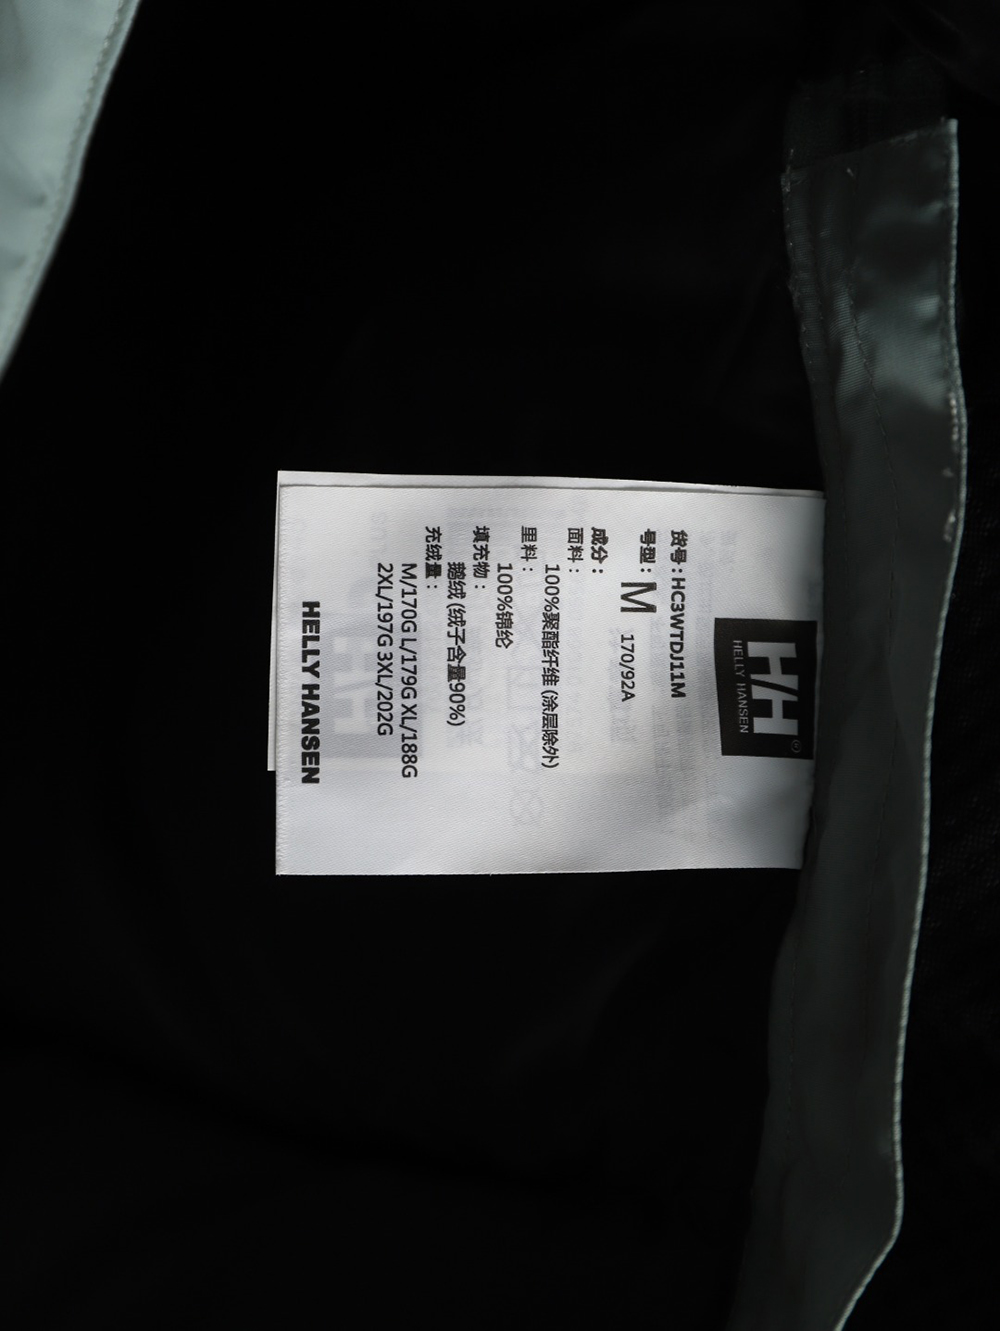 HH®
HELLY HANSEN
货号：HC3WTDJ11M
号型：M 170/92A
成分：
面料：
100%聚酯纤维 (涂层除外)
里料：
100%锦纶
填充物：
鹅绒 (绒子含量90%)
充绒量：
M/170G L/179G XL/188G
2XL/197G 3XL/202G
HELLY HANSEN